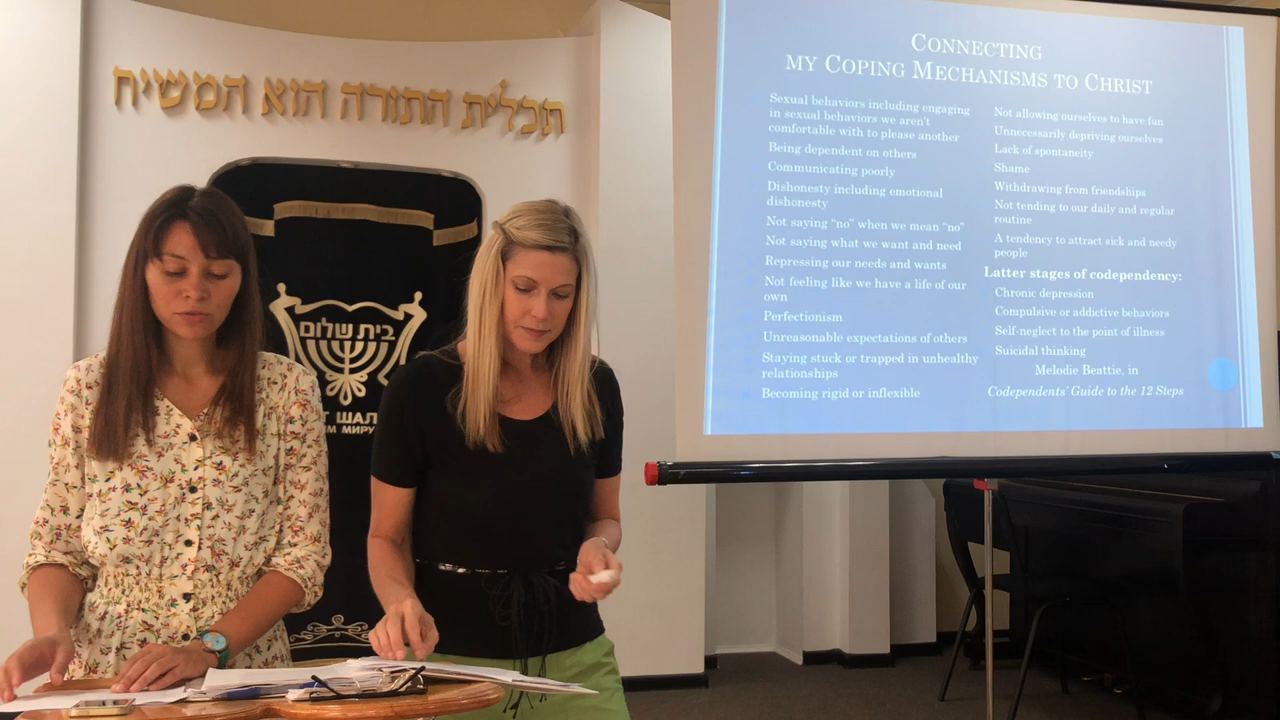 תכלית התורה הוא המשיח
בית שלום
CONNECTING
MY COPING MECHANISMS TO CHRIST
Sexual behaviors including engaging
in sexual behaviors we aren't
comfortable with to please another
Being dependent on others
Communicating poorly
Dishonesty including emotional
dishonesty
Not saying “no” when we mean “no”
Not saying what we want and need
Repressing our needs and wants
Not feeling like we have a life of our
own
Perfectionism
Unreasonable expectations of others
Staying stuck or trapped in unhealthy
relationships
Becoming rigid or inflexible
Not allowing ourselves to have fun
Unnecessarily depriving ourselves
Lack of spontaneity
Shame
Withdrawing from friendships
Not tending to our daily and regular
routine
A tendency to attract sick and needy
people
Latter stages of codependency:
Chronic depression
Compulsive or addictive behaviors
Self-neglect to the point of illness
Suicidal thinking
Melodie Beattie, in
Codependents' Guide to the 12 Steps